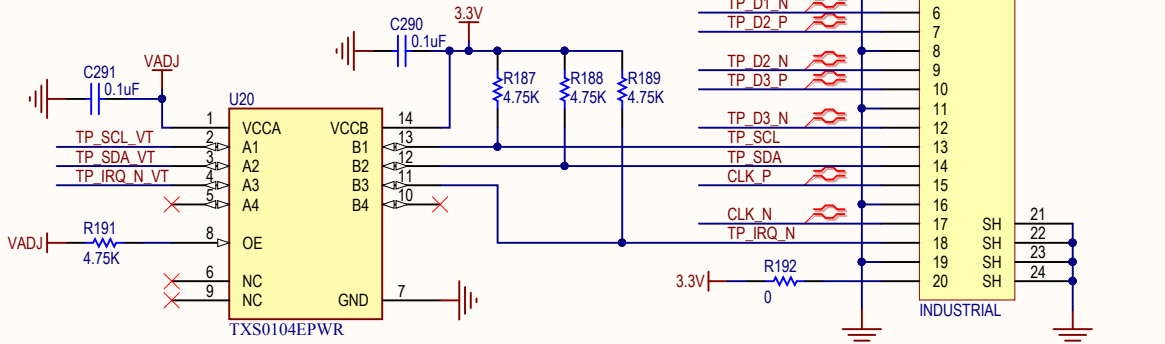 3.3V
C290
0.1uF
VADJ
C291
0.1uF
R187
4.75K
R188
4.75K
R189
4.75K
U20
1 VCCA VCCB 14
TP_SCL_VT 2 A1 B1 13
TP_SDA_VT 3 A2 B2 12
TP_IRQ_N_VT 4 A3 B3 11
5 A4 B4 10
VADJ R191 8 OE
4.75K
6 NC
9 NC GND 7
TXS0104EPWR
TP_D1_N 6
TP_D2_P 7
8
TP_D2_N 9
TP_D3_P 10
11
TP_D3_N 12
TP_SCL 13
TP_SDA 14
CLK_P 15
16
CLK_N 17 SH 21
TP_IRQ_N 18 SH 22
19 SH 23
3.3V R192 20 SH 24
0
INDUSTRIAL